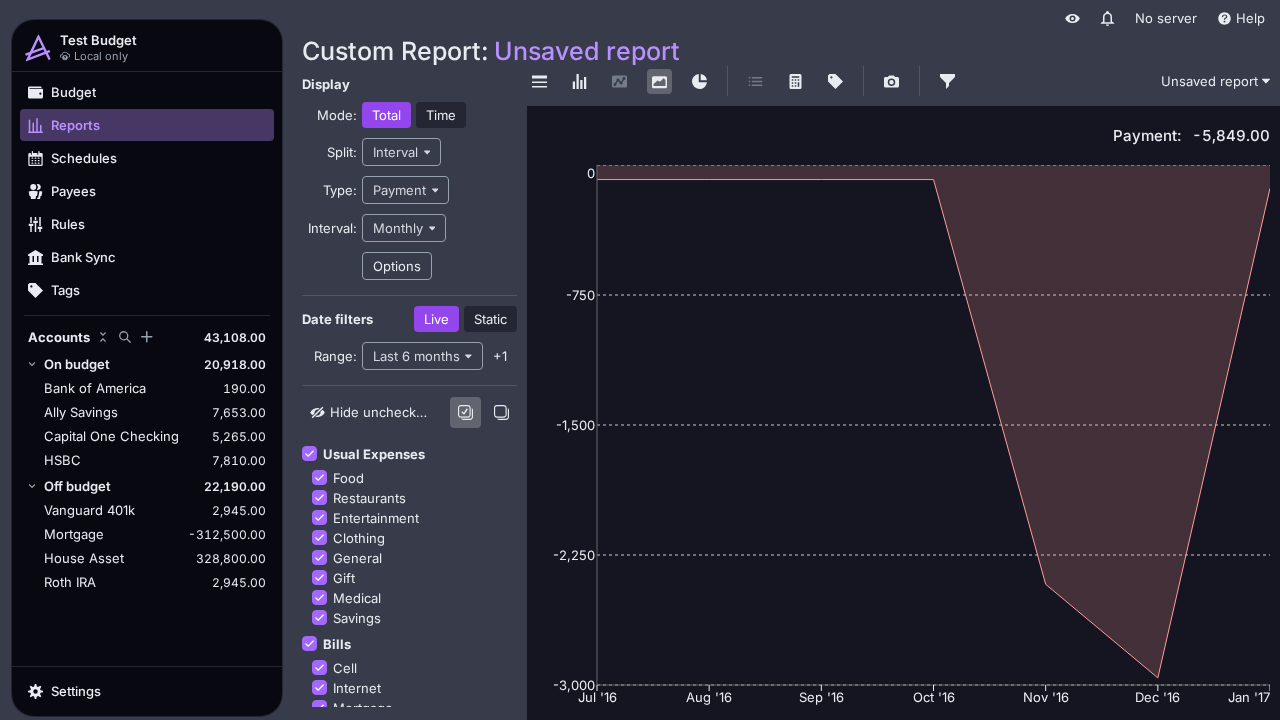 No server
Help
Test Budget
Local only
Budget
Reports
Schedules
Payees
Rules
Bank Sync
Tags
Accounts 43,108.00
On budget 20,918.00
Bank of America 190.00
Ally Savings 7,653.00
Capital One Checking 5,265.00
HSBC 7,810.00
Off budget 22,190.00
Vanguard 401k 2,945.00
Mortgage -312,500.00
House Asset 328,800.00
Roth IRA 2,945.00
Settings
Custom Report: Unsaved report
Display
Mode: Total Time
Split: Interval
Type: Payment
Interval: Monthly
Options
Date filters Live Static
Range: Last 6 months +1
Hide uncheck...
Usual Expenses
Food
Restaurants
Entertainment
Clothing
General
Gift
Medical
Savings
Bills
Cell
Internet
Mortgage
Unsaved report
Payment: -5,849.00
0
-750
-1,500
-2,250
-3,000
Jul '16 Aug '16 Sep '16 Oct '16 Nov '16 Dec '16 Jan '17